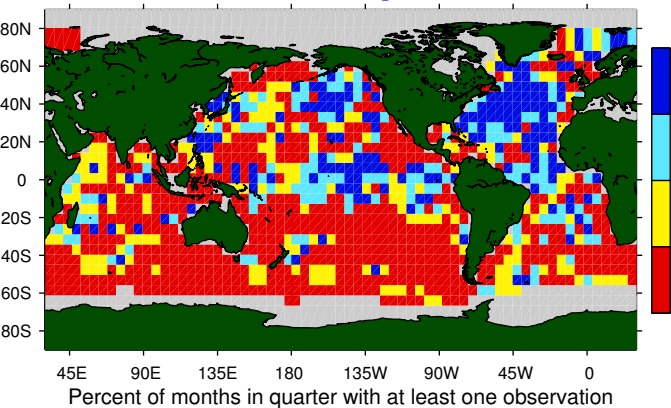 80N
60N
40N
20N
0
20S
40S
60S
80S
45E 90E 135E 180 135W 90W 45W 0
Percent of months in quarter with at least one observation